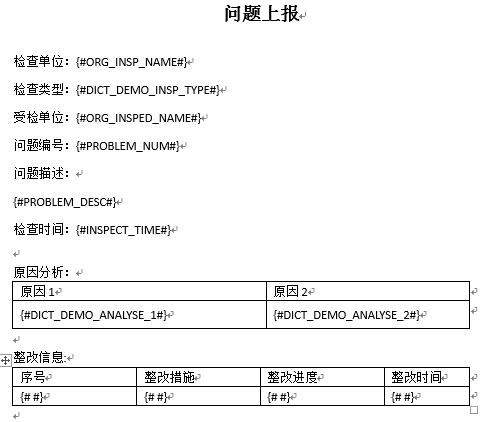 问题上报
检查单位：{#ORG_INSP_NAME#}
检查类型：{#DICT_DEMO_INSP_TYPE#}
受检单位：{#ORG_INSPED_NAME#}
问题编号：{#PROBLEM_NUM#}
问题描述：
{#PROBLEM_DESC#}
检查时间：{#INSPECT_TIME#}
原因分析：
原因1 原因2
{#DICT_DEMO_ANALYSE_1#} {#DICT_DEMO_ANALYSE_2#}
整改信息:
序号 整改措施 整改进度 整改时间
{# #} {# #} {# #} {# #}